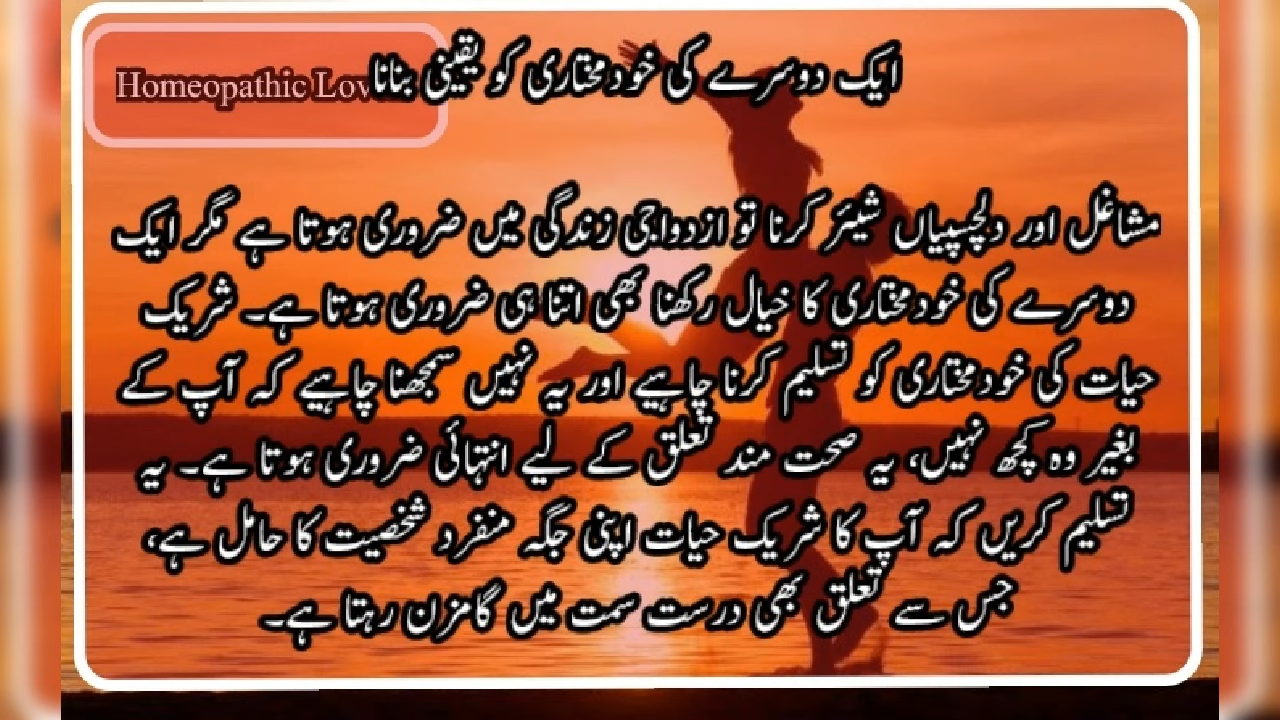 Homeopathic Lov
ایک دوسرے کی خودمختاری کو یقینی بنانا
مشاغل اور دلچسپیاں شیئر کرنا تو ازدواجی زندگی میں ضروری ہوتا ہے مگر ایک
دوسرے کی خودمختاری کا خیال رکھنا بھی اتنا ہی ضروری ہوتا ہے۔ شریک
حیات کی خودمختاری کو تسلیم کرنا چاہیے اور یہ نہیں سمجھنا چاہیے کہ آپ کے
بغیر وہ کچھ نہیں، یہ صحت مند تعلق کے لیے انتہائی ضروری ہوتا ہے۔ یہ
تسلیم کریں کہ آپ کا شریک حیات اپنی جگہ منفرد شخصیت کا حامل ہے،
جس سے تعلق بھی درست سمت میں گامزن رہتا ہے۔